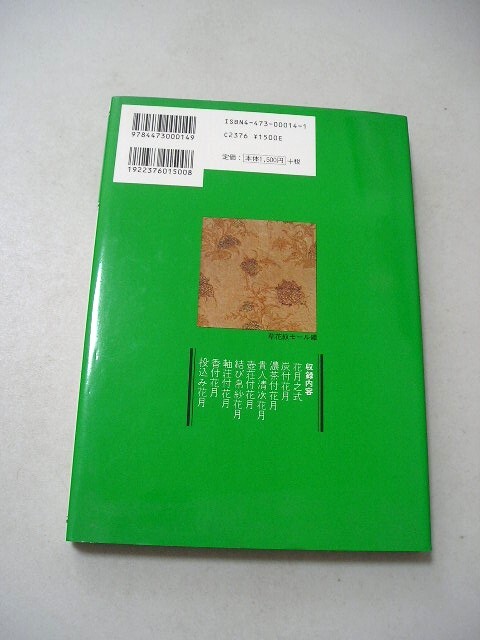 9784473000149
1922376015008
ISBN4-473-00014-1
C2376 ¥1500E
定価：本体1,500円 +税
草花紋モール縅
収録内容
花月之式
炭付花月
濃茶付花月
貴人清次花月
壺荘付花月
結び帛紗花月
軸荘付花月
香付花月
投込み花月